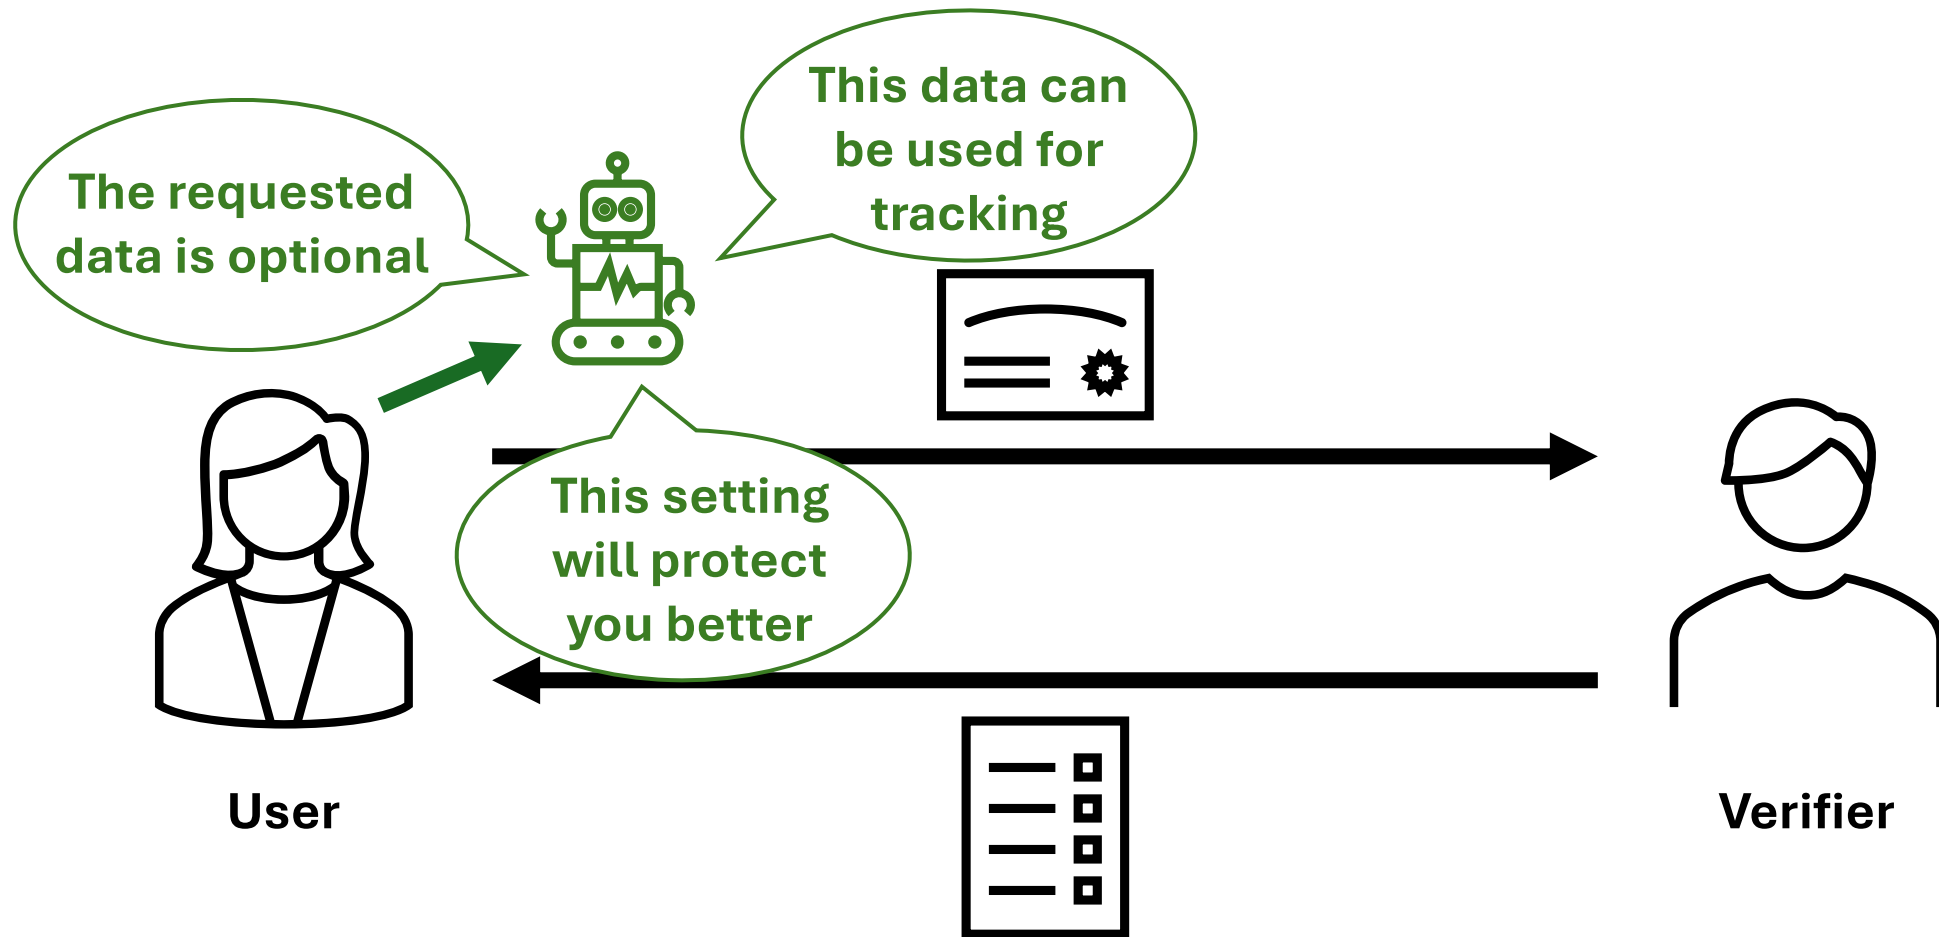 This data can
be used for
tracking
The requested
data is optional
This setting
will protect
you better
User
Verifier